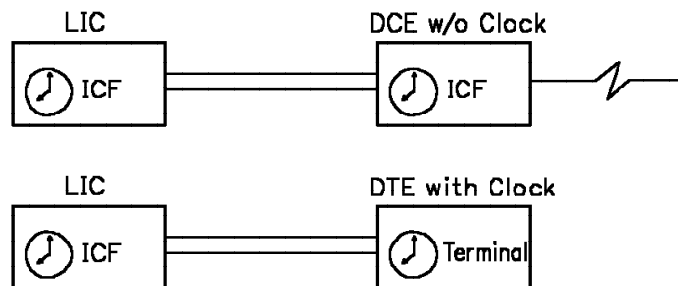 LIC DCE w/o Clock
ICF ICF
LIC DTE with Clock
ICF Terminal